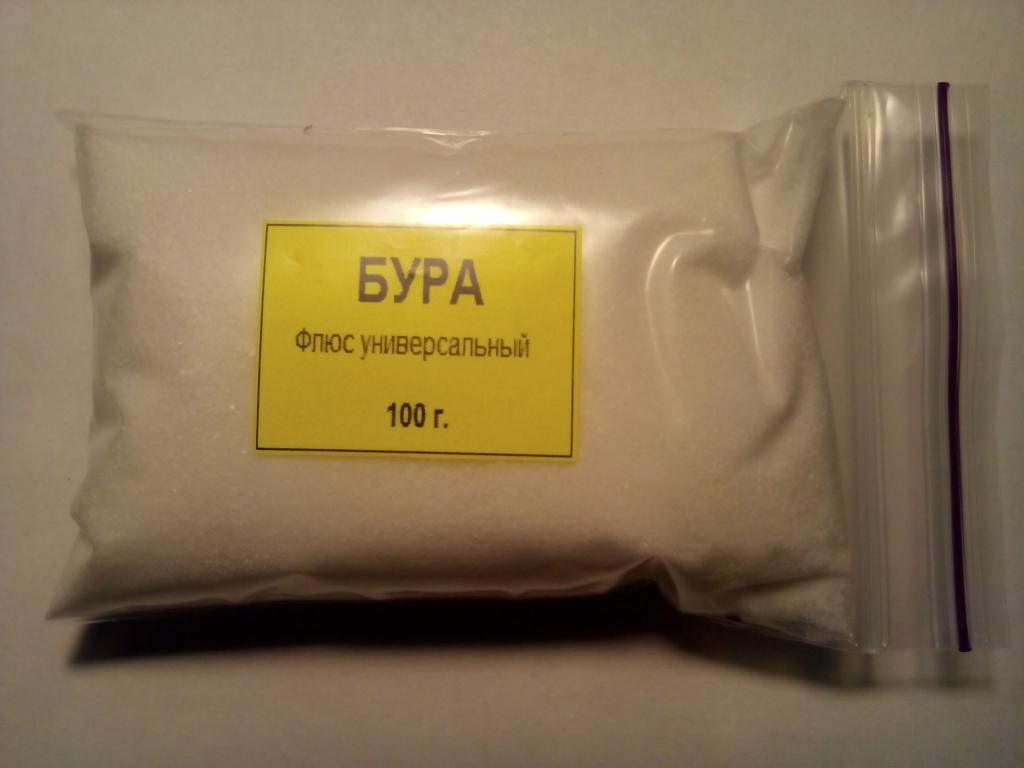 БУРА
Флюс универсальный
100 г.